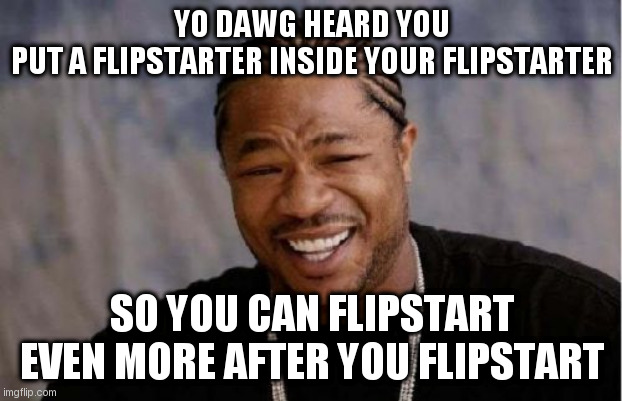 YO DAWG HEARD YOU
PUT A FLIPSTARTER INSIDE YOUR FLIPSTARTER
SO YOU CAN FLIPSTART
EVEN MORE AFTER YOU FLIPSTART
imgflip.com